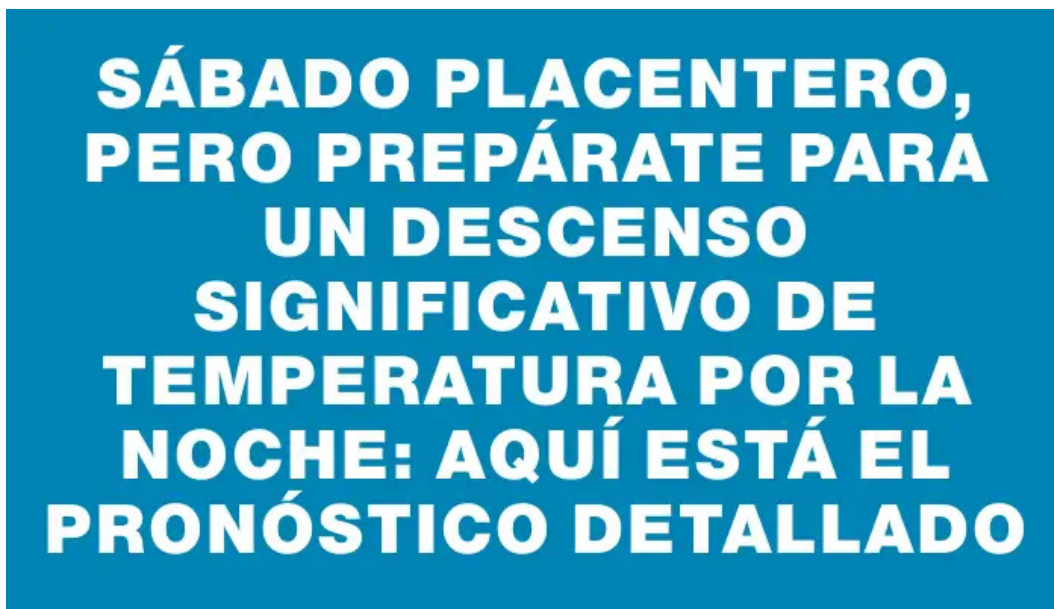 SÁBADO PLACENTERO,
PERO PREPÁRATE PARA
UN DESCENSO
SIGNIFICATIVO DE
TEMPERATURA POR LA
NOCHE: AQUÍ ESTÁ EL
PRONÓSTICO DETALLADO